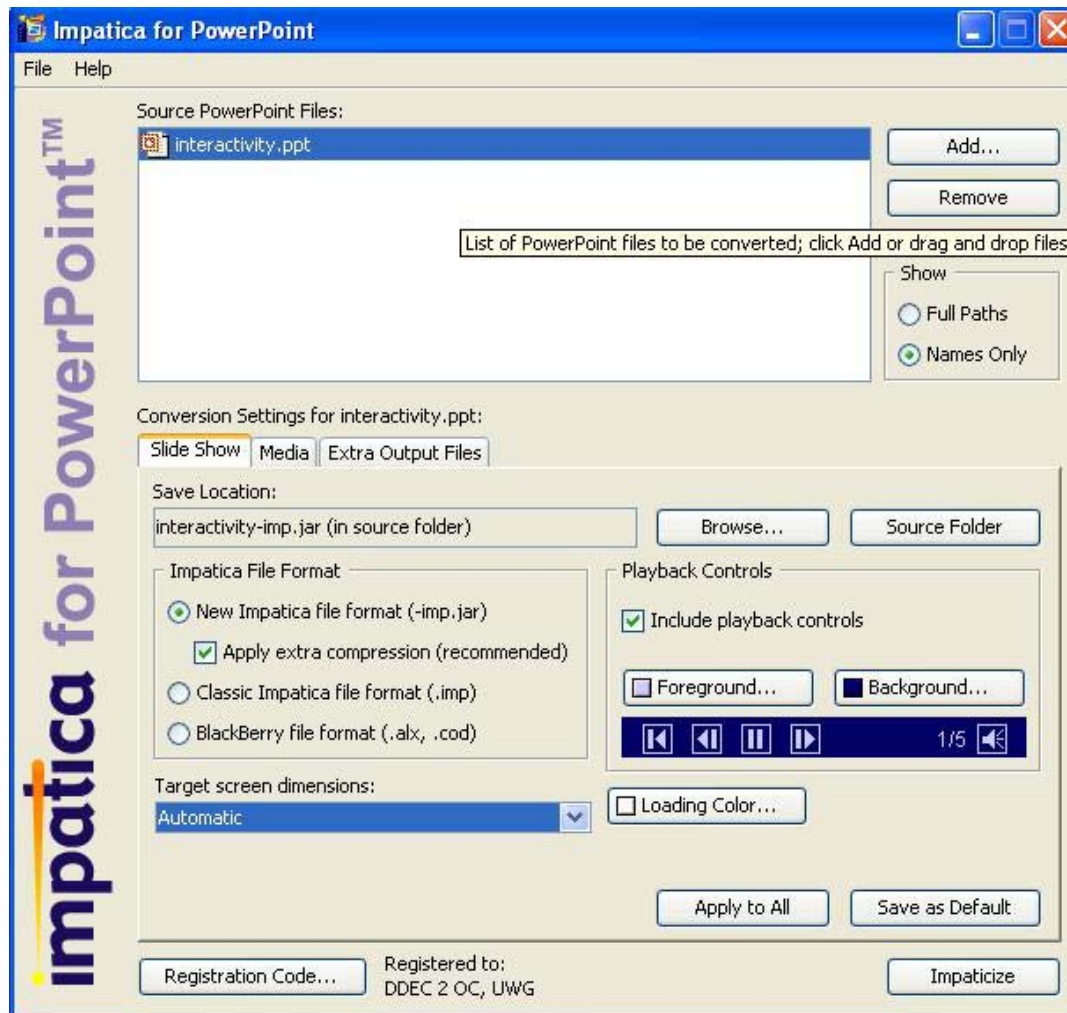 Impatica for PowerPoint
File Help
impatica for PowerPoint™
Source PowerPoint Files:
interactivity.ppt
Add...
Remove
List of PowerPoint files to be converted; click Add or drag and drop files
Show
Full Paths
Names Only
Conversion Settings for interactivity.ppt:
Slide Show Media Extra Output Files
Save Location:
interactivity-imp.jar (in source folder) Browse... Source Folder
Impatica File Format
New Impatica file format (-imp.jar)
Apply extra compression (recommended)
Classic Impatica file format (.imp)
BlackBerry file format (.alx, .cod)
Playback Controls
Include playback controls
Foreground... Background...
1/5
Target screen dimensions:
Automatic
Loading Color...
Apply to All Save as Default
Registration Code...
Registered to:
DDEC 2 OC, UWG
Impaticize